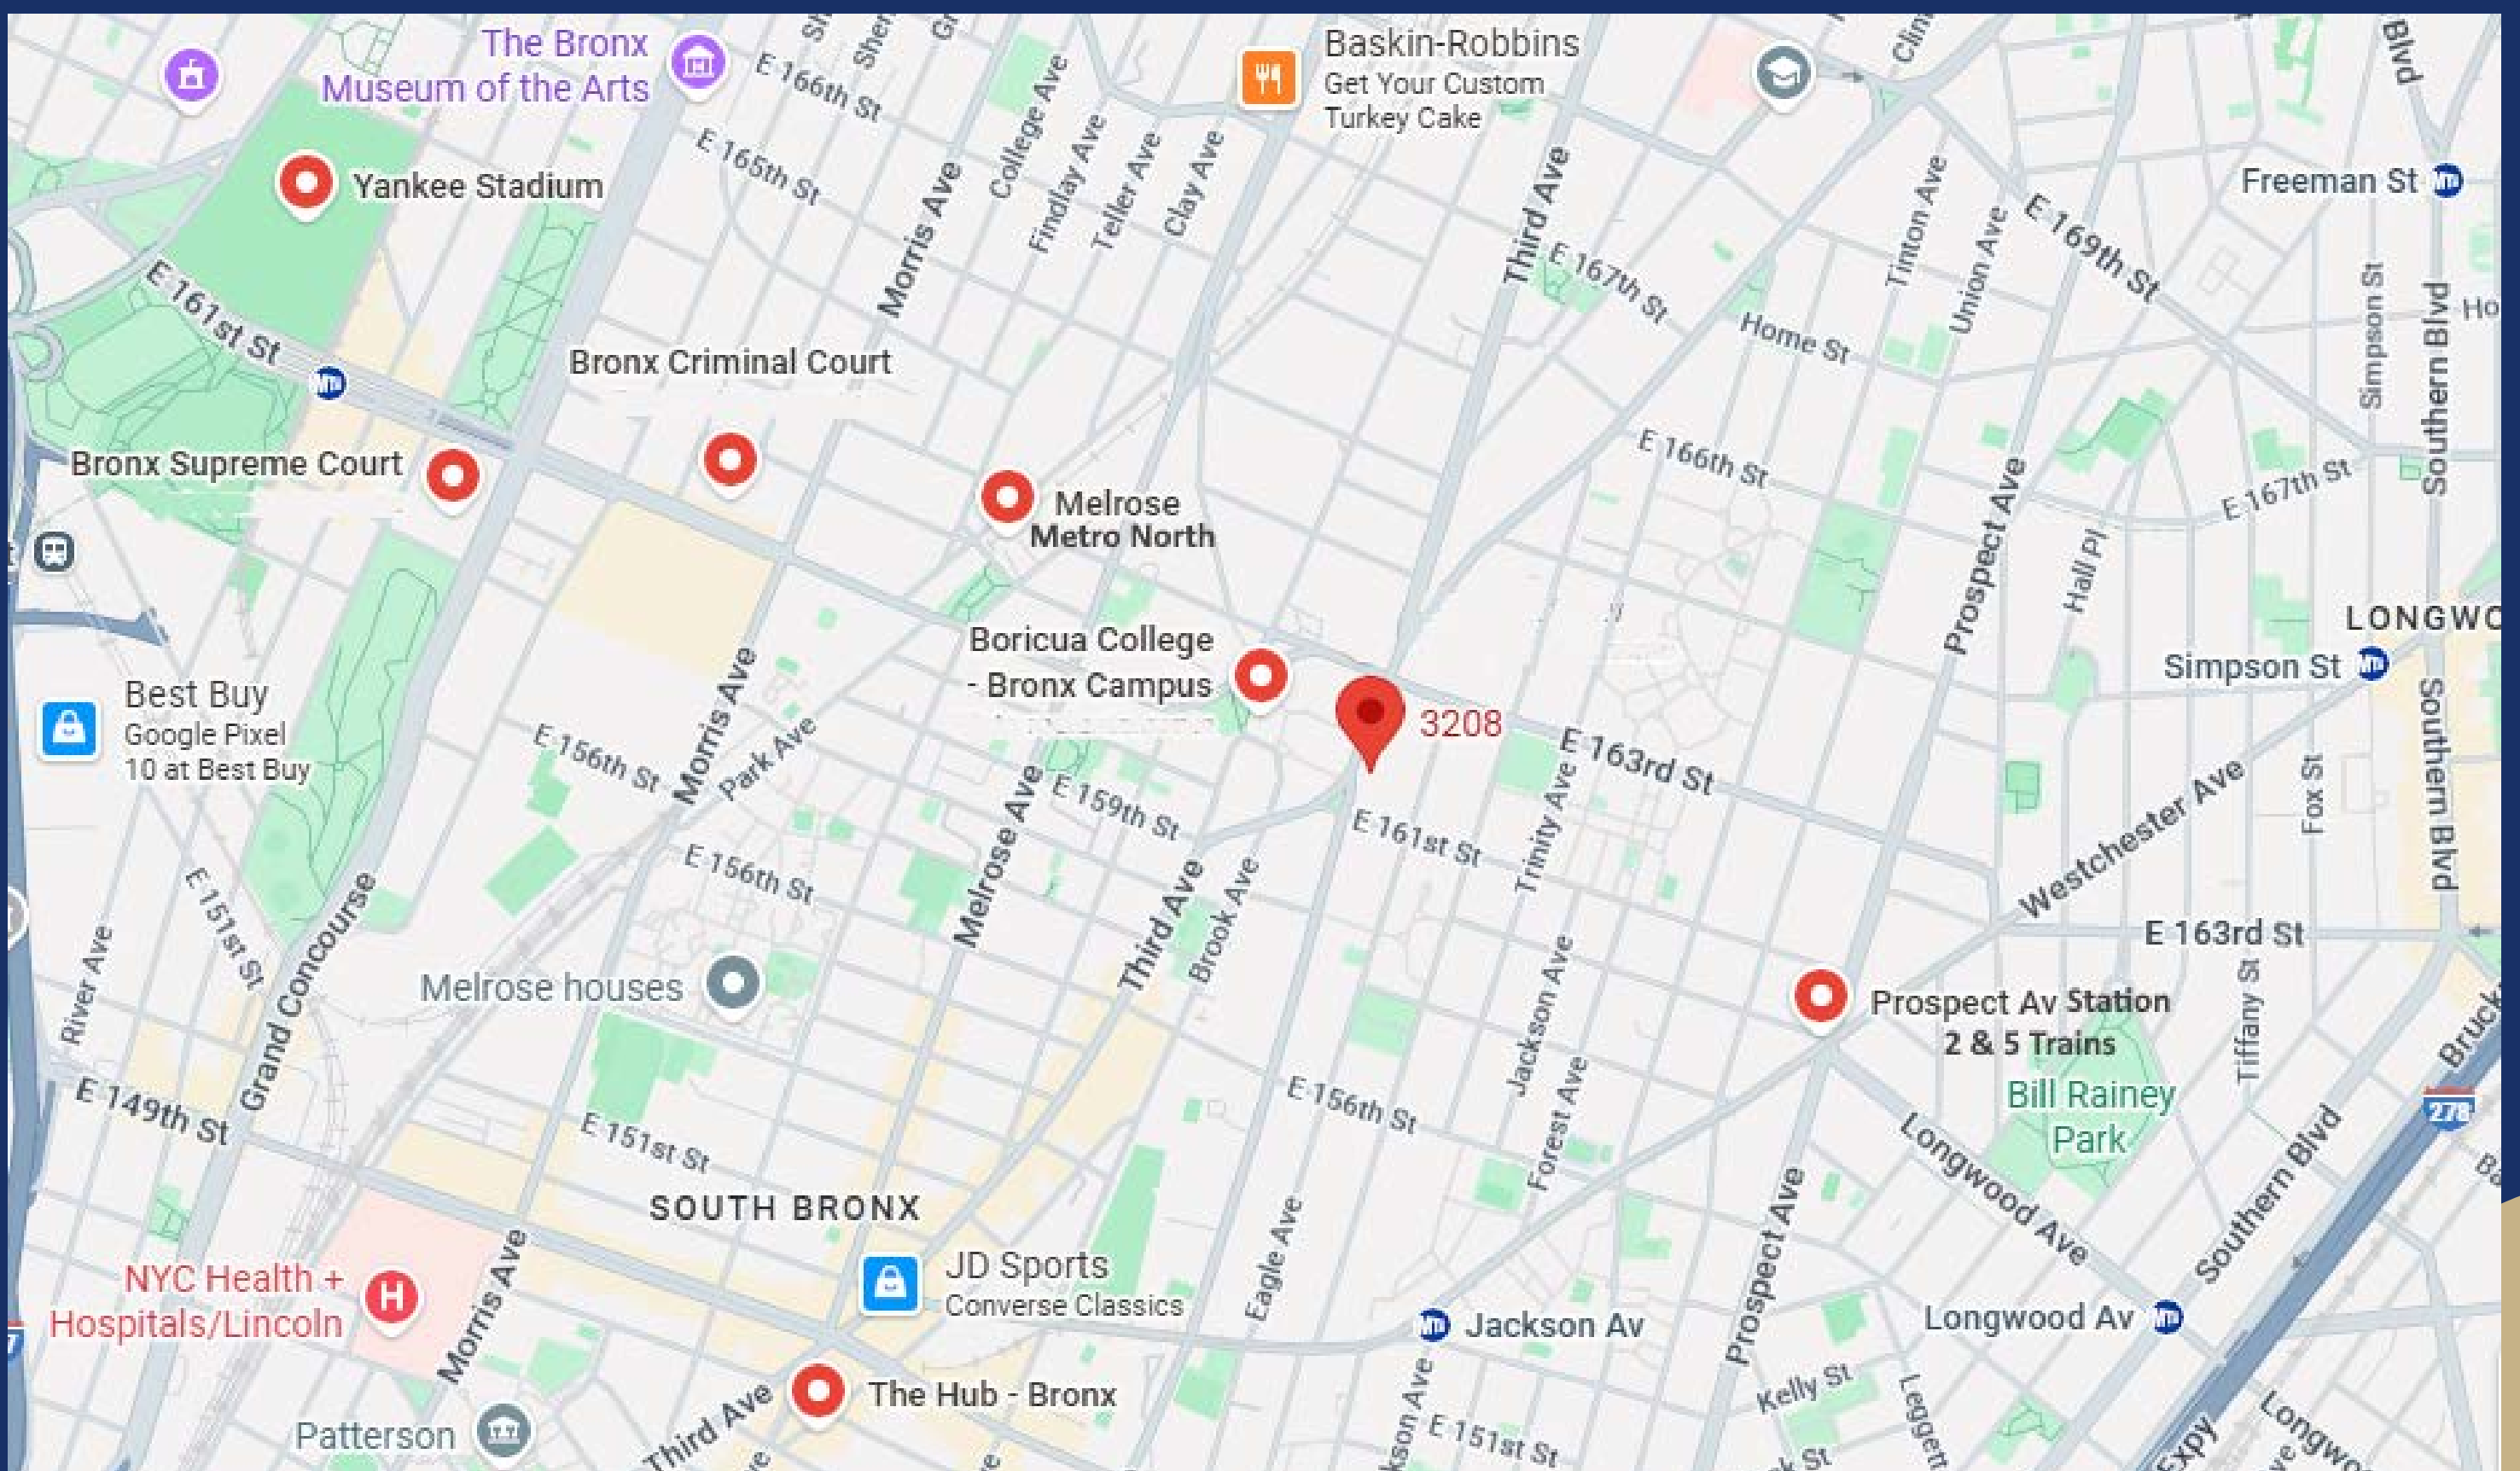 The Bronx
Museum of the Arts
E 166th St
E 165th St
College Ave
Findlay Ave
Teller Ave
Clay Ave
Morris Ave
Baskin-Robbins
Get Your Custom
Turkey Cake
Third Ave
E 167th St
Home St
Tinton Ave
Union Ave
E 169th St
Blvd
Freeman St
Simpson St
Southern Blvd
Yankee Stadium
E 161st St
Bronx Criminal Court
Bronx Supreme Court
Melrose
Metro North
E 166th St
Prospect Ave
Hall Pl
E 167th St
LONGWO
Simpson St
Boricua College
- Bronx Campus
3208
E 163rd St
Best Buy
Google Pixel
10 at Best Buy
E 156th St
Morris Ave
Park Ave
Melrose Ave
E 159th St
E 161st St
Trinity Ave
Westchester Ave
Fox St
Southern Blvd
E 156th St
Third Ave
Brook Ave
E 151st St
River Ave
Grand Concourse
Melrose houses
Jackson Ave
Forest Ave
E 163rd St
Tiffany St
Prospect Av Station
2 & 5 Trains
Bill Rainey
Park
Bruck
278
E 149th St
E 151st St
E 156th St
Longwood Ave
Southern Blvd
SOUTH BRONX
Eagle Ave
Prospect Ave
NYC Health +
Hospitals/Lincoln
H
Morris Ave
JD Sports
Converse Classics
Jackson Av
Longwood Av
The Hub - Bronx
Third Ave
Patterson
kson Ave
E 151st St
Kelly St
Leggett
Expy
Longwo